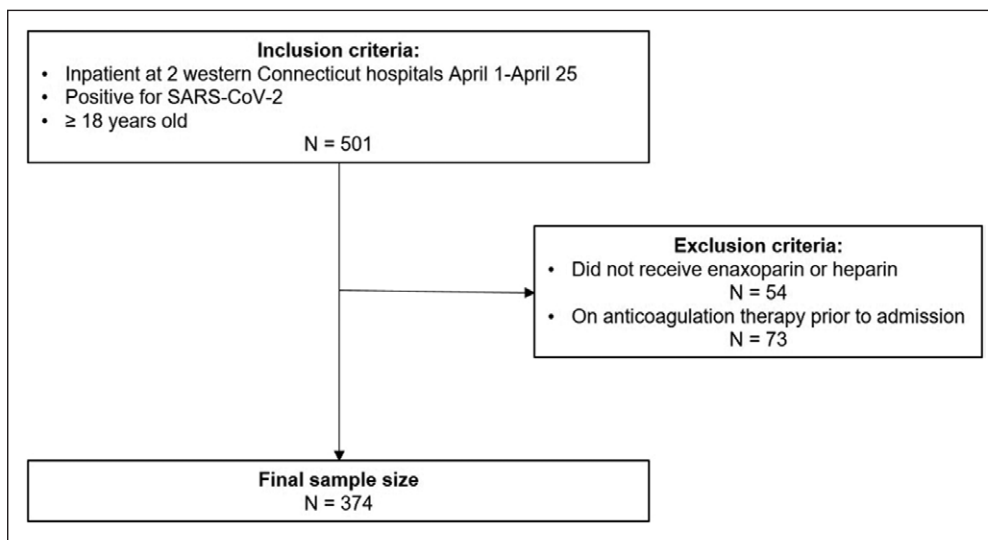 Inclusion criteria:
• Inpatient at 2 western Connecticut hospitals April 1-April 25
• Positive for SARS-CoV-2
• ≥ 18 years old
N = 501
Exclusion criteria:
• Did not receive enaxoparin or heparin
N = 54
• On anticoagulation therapy prior to admission
N = 73
Final sample size
N = 374